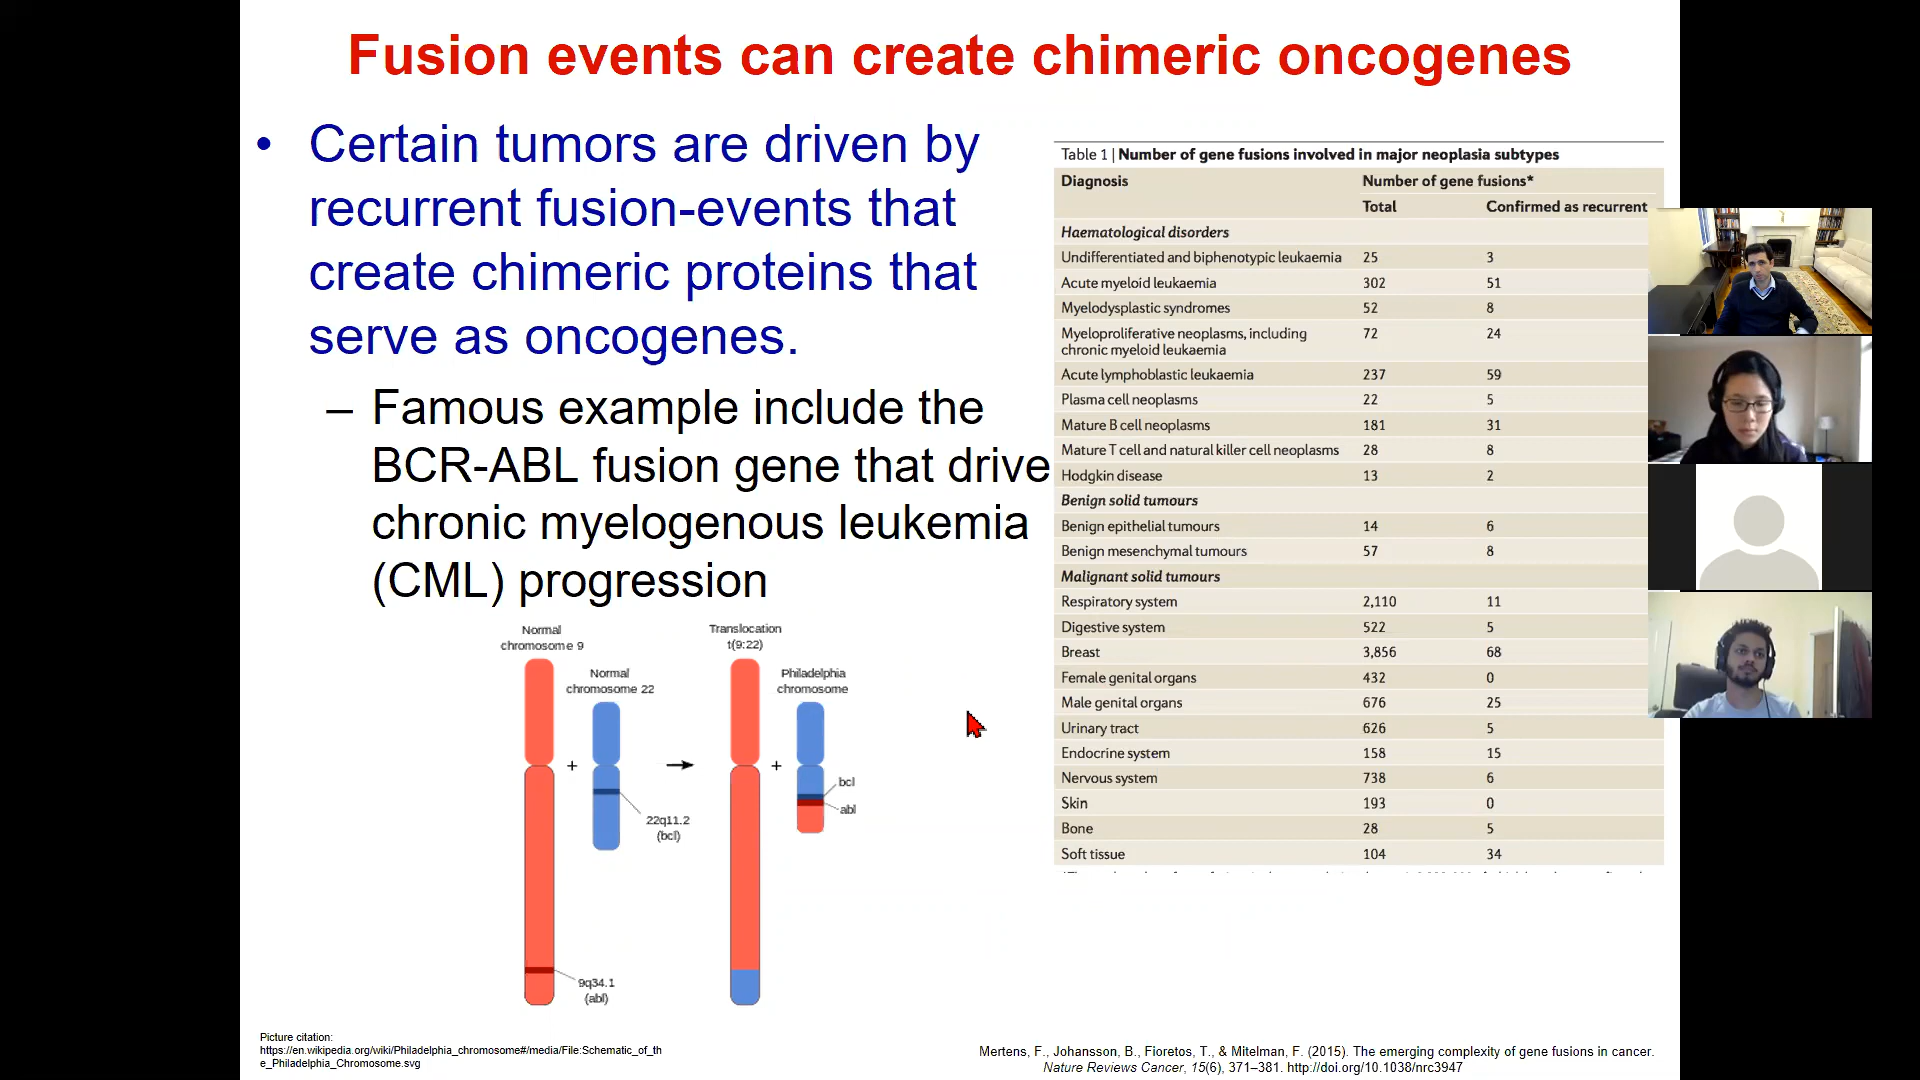 Fusion events can create chimeric oncogenes
• Certain tumors are driven by
recurrent fusion-events that
create chimeric proteins that
serve as oncogenes.
– Famous example include the
BCR-ABL fusion gene that drive
chronic myelogenous leukemia
(CML) progression
Normal
chromosome 9
Normal
chromosome 22
22q11.2
(bcl)
9q34.1
(abl)
+
Translocation
t(9:22)
Philadelphia
chromosome
+
bcl
abl
Picture citation:
https://en.wikipedia.org/wiki/Philadelphia_chromosome#/media/File:Schematic_of_th
e_Philadelphia_Chromosome.svg
Table 1 | Number of gene fusions involved in major neoplasia subtypes
Diagnosis Number of gene fusions*
Total Confirmed as recurrent
Haematological disorders
Undifferentiated and biphenotypic leukaemia 25 3
Acute myeloid leukaemia 302 51
Myelodysplastic syndromes 52 8
Myeloproliferative neoplasms, including 72 24
chronic myeloid leukaemia
Acute lymphoblastic leukaemia 237 59
Plasma cell neoplasms 22 5
Mature B cell neoplasms 181 31
Mature T cell and natural killer cell neoplasms 28 8
Hodgkin disease 13 2
Benign solid tumours
Benign epithelial tumours 14 6
Benign mesenchymal tumours 57 8
Malignant solid tumours
Respiratory system 2,110 11
Digestive system 522 5
Breast 3,856 68
Female genital organs 432 0
Male genital organs 676 25
Urinary tract 626 5
Endocrine system 158 15
Nervous system 738 6
Skin 193 0
Bone 28 5
Soft tissue 104 34
Mertens, F., Johansson, B., Fioretos, T., & Mitelman, F. (2015). The emerging complexity of gene fusions in cancer.
Nature Reviews Cancer, 15(6), 371–381. http://doi.org/10.1038/nrc3947